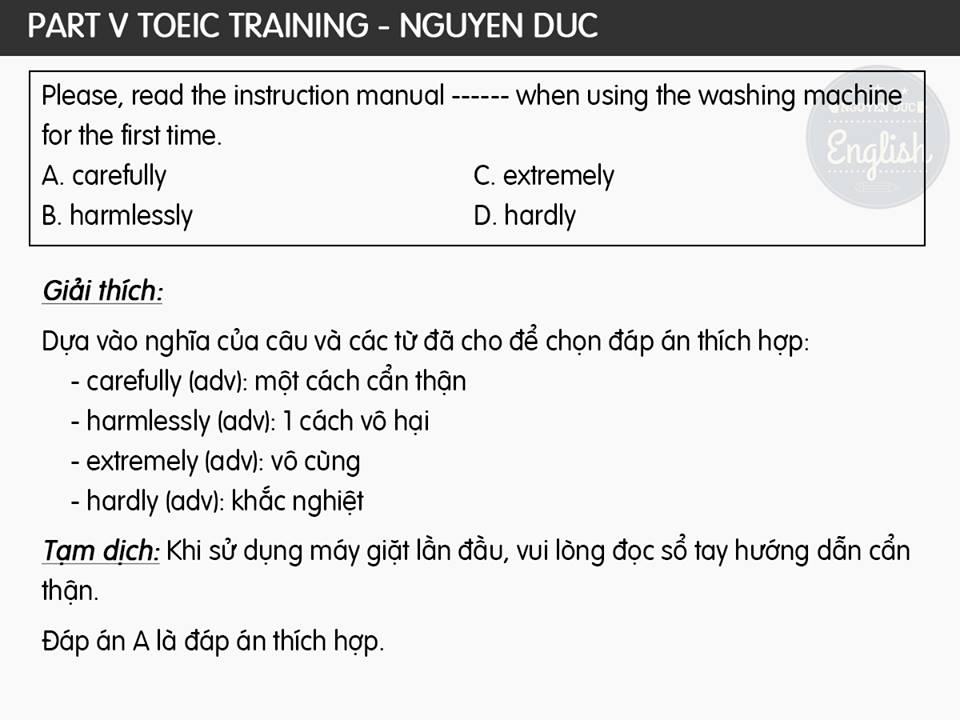 PART V TOEIC TRAINING - NGUYEN DUC
Please, read the instruction manual ------ when using the washing machine
for the first time.
A. carefully
C. extremely
B. harmlessly
D. hardly
NGUYEN DUC
English
Giải thích:
Dựa vào nghĩa của câu và các từ đã cho để chọn đáp án thích hợp:
- carefully (adv): một cách cẩn thận
- harmlessly (adv): 1 cách vô hại
- extremely (adv): vô cùng
- hardly (adv): khắc nghiệt
Tạm dịch: Khi sử dụng máy giặt lần đầu, vui lòng đọc sổ tay hướng dẫn cẩn
thận.
Đáp án A là đáp án thích hợp.